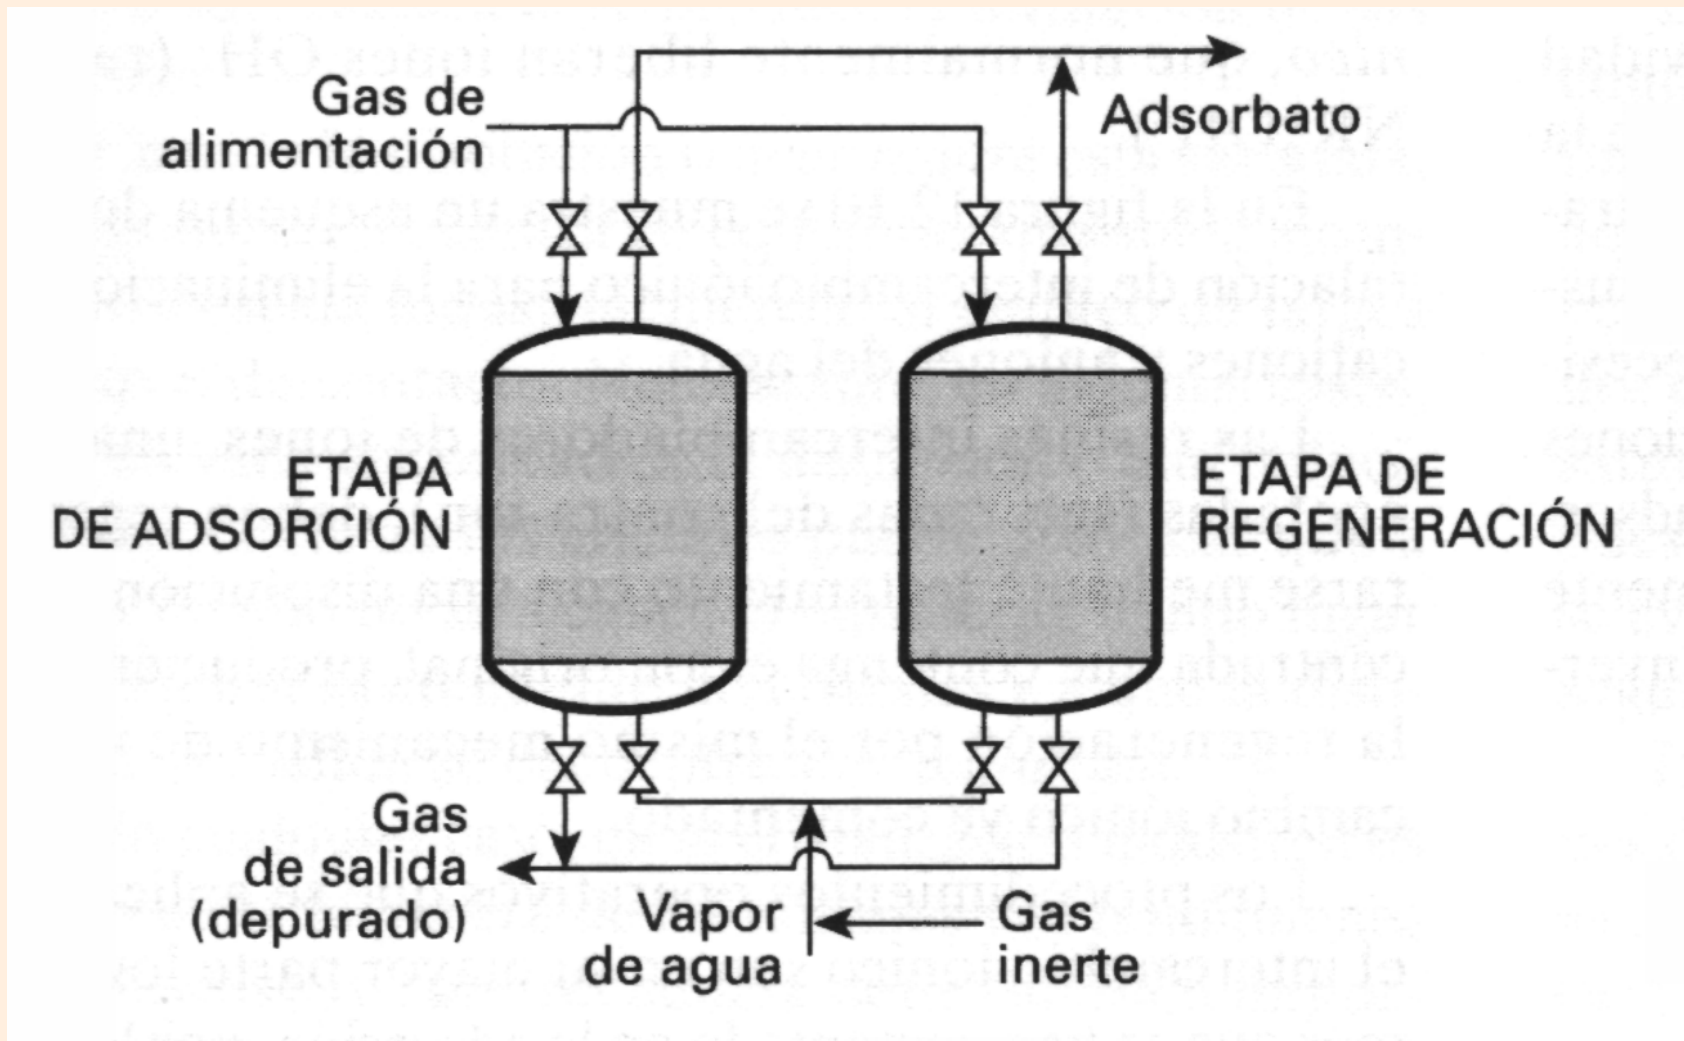 Gas de
alimentación
Adsorbato
ETAPA
DE ADSORCIÓN
ETAPA DE
REGENERACIÓN
Gas
de salida
(depurado)
Vapor
de agua
Gas
inerte